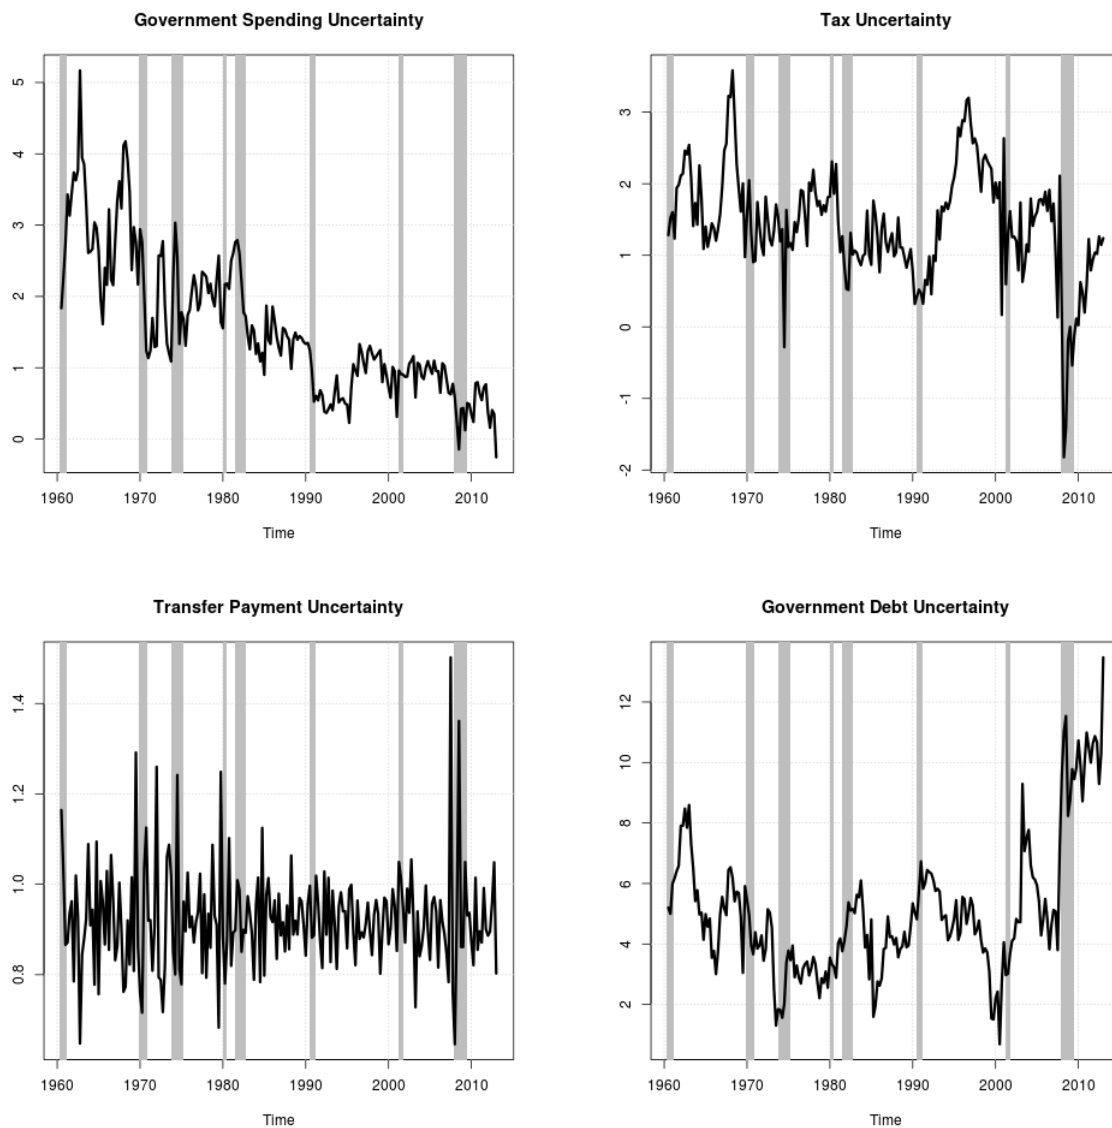 Government Spending Uncertainty
5
4
3
2
1
0
1960 1970 1980 1990 2000 2010
Time
Tax Uncertainty
3
2
1
0
-1
-2
1960 1970 1980 1990 2000 2010
Time
Transfer Payment Uncertainty
1.4
1.2
1.0
0.8
1960 1970 1980 1990 2000 2010
Time
Government Debt Uncertainty
12
10
8
6
4
2
1960 1970 1980 1990 2000 2010
Time